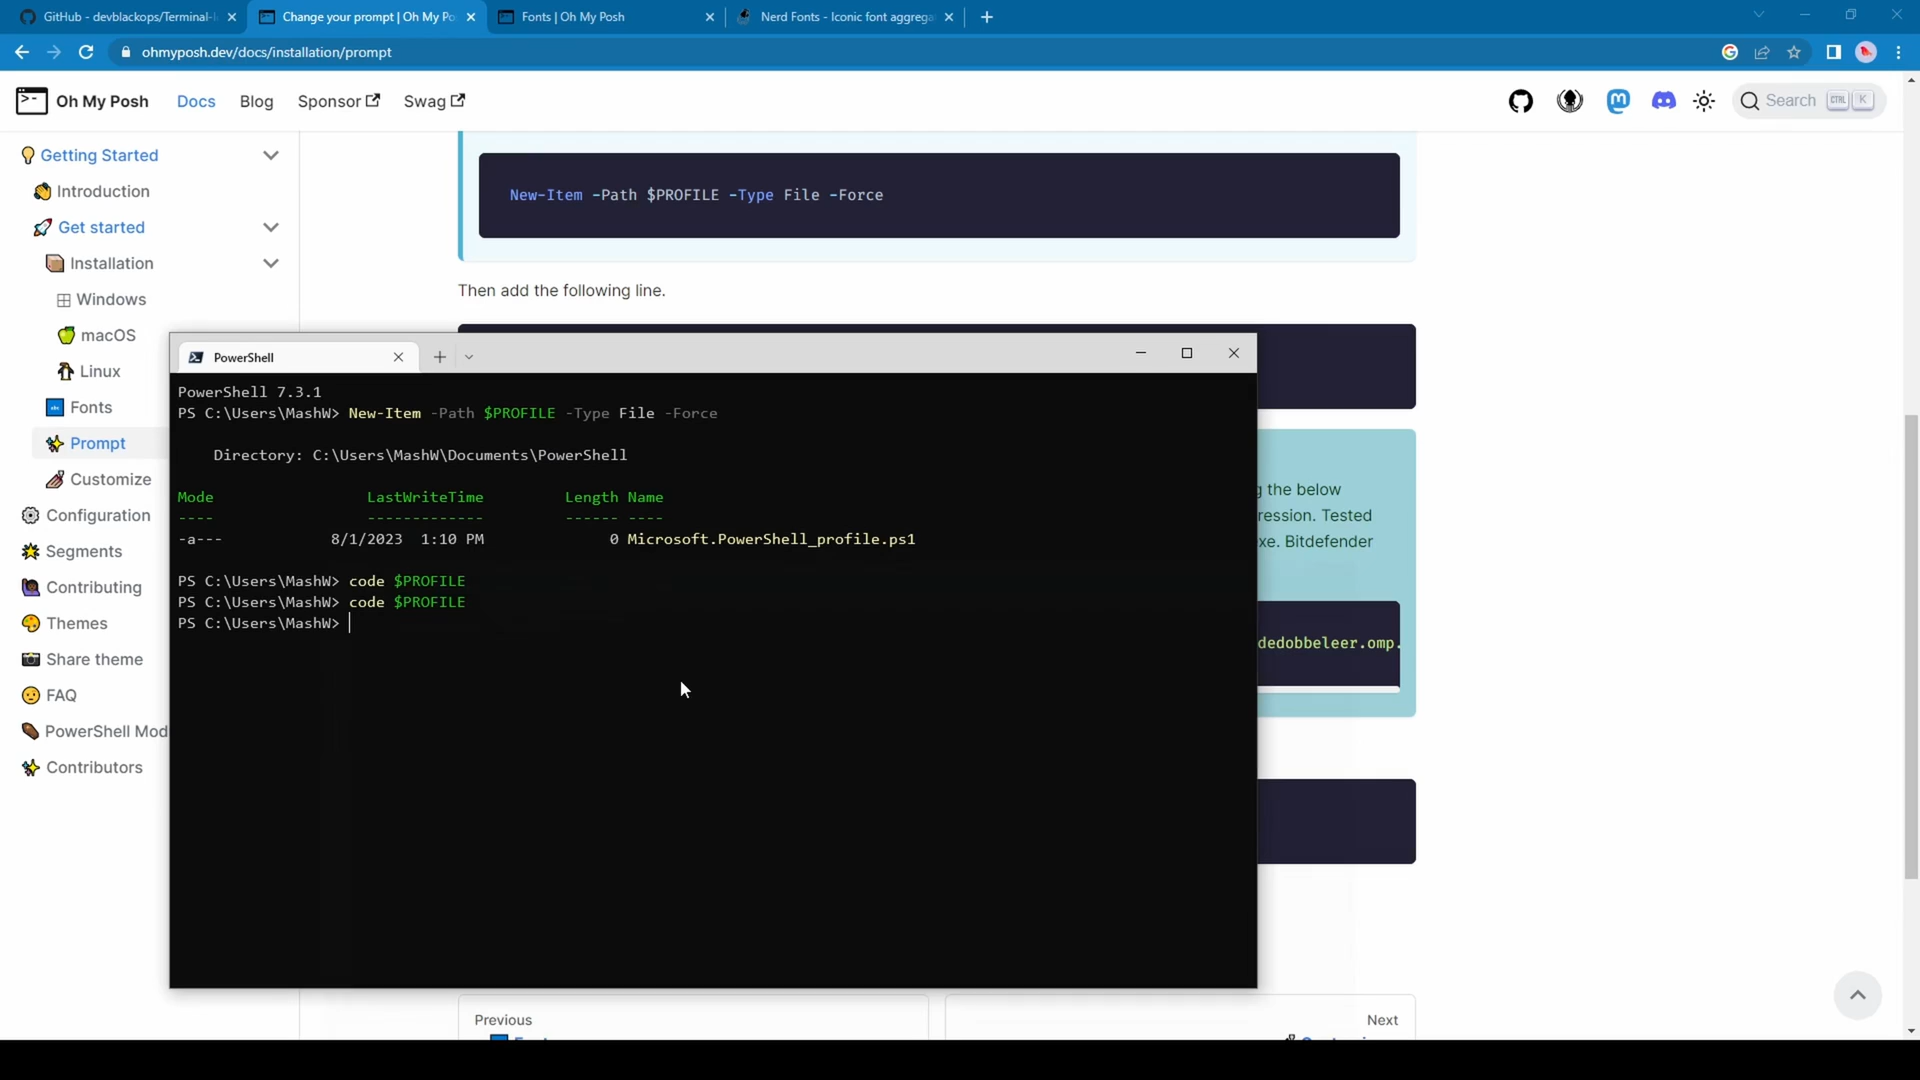 GitHub - devblackops/Terminal-I
Change your prompt | Oh My Po
Fonts | Oh My Posh
Nerd Fonts - Iconic font aggrega
ohmyposh.dev/docs/installation/prompt
Oh My Posh
Docs
Blog
Sponsor
Swag
Search
CTRL
K
Getting Started
Introduction
Get started
Installation
Windows
macOS
Linux
Fonts
Prompt
Customize
Configuration
Segments
Contributing
Themes
Share theme
FAQ
PowerShell Mod
Contributors
New-Item -Path $PROFILE -Type File -Force
Then add the following line.
PowerShell
PowerShell 7.3.1
PS C:\Users\MashW> New-Item -Path $PROFILE -Type File -Force
Directory: C:\Users\MashW\Documents\PowerShell
Mode LastWriteTime Length Name
---- ------------- ------ ----
-a--- 8/1/2023 1:10 PM 0 Microsoft.PowerShell_profile.ps1
PS C:\Users\MashW> code $PROFILE
PS C:\Users\MashW> code $PROFILE
PS C:\Users\MashW>
g the below
ression. Tested
xe. Bitdefender
dedobbeleer.omp.
Previous
Next